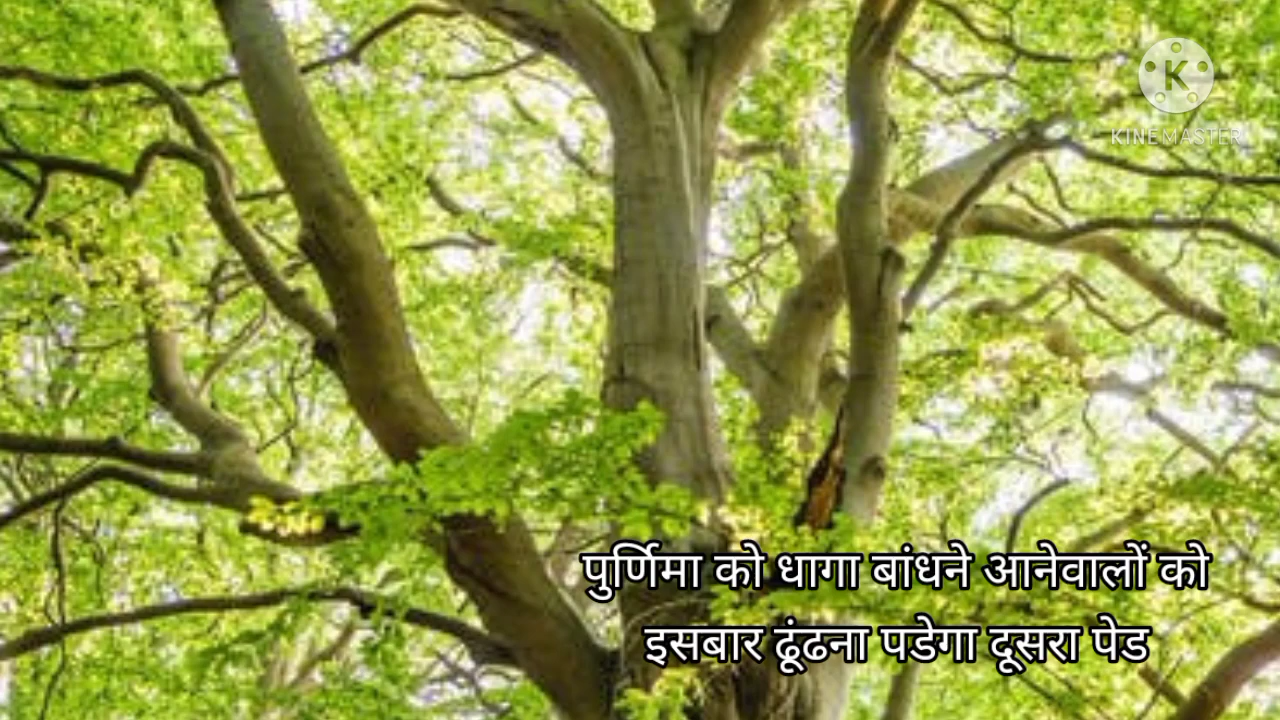 K
KINEMASTER
पुर्णिमा को धागा बांधने आनेवालों को
इसबार ढूंढना पडेगा दूसरा पेड